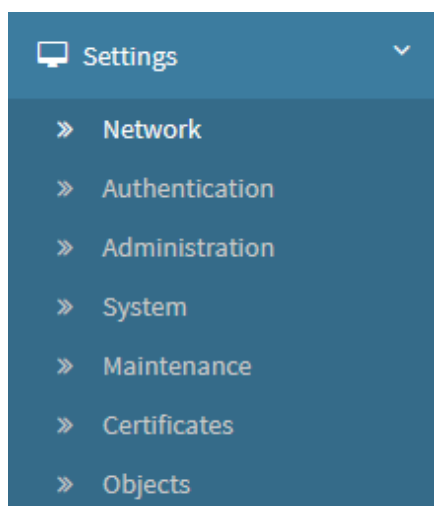 Settings
Network
Authentication
Administration
System
Maintenance
Certificates
Objects